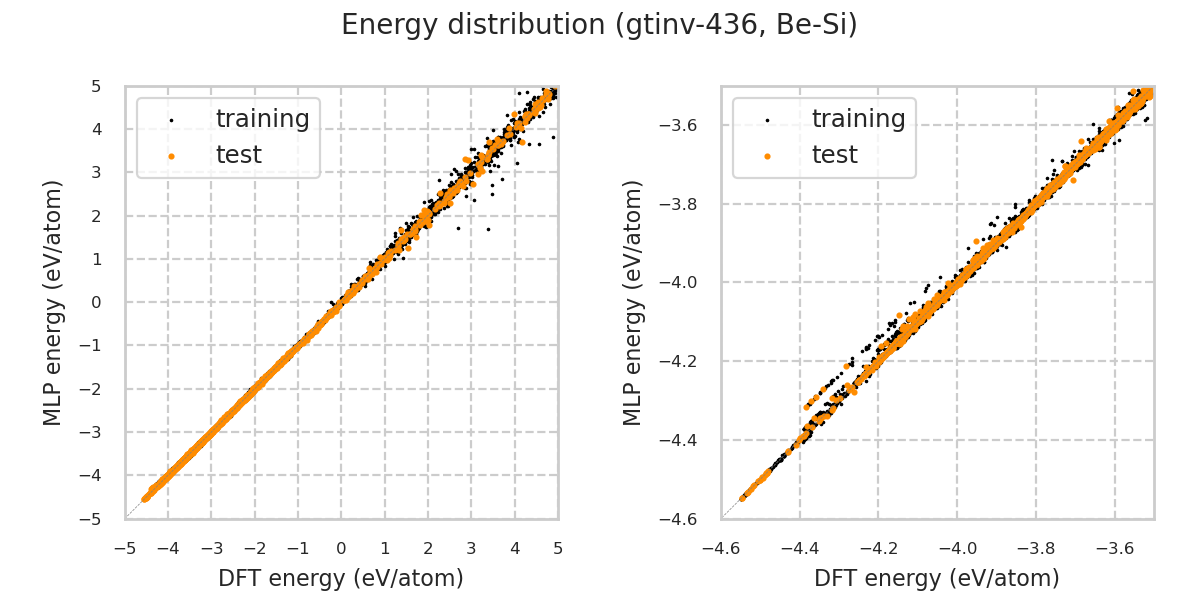 Energy distribution (gtinv-436, Be-Si)
training
test
5
4
3
2
1
0
−1
−2
−3
−4
−5
MLP energy (eV/atom)
−5 −4 −3 −2 −1 0 1 2 3 4 5
DFT energy (eV/atom)
training
test
−3.6
−3.8
−4.0
−4.2
−4.4
−4.6
MLP energy (eV/atom)
−4.6 −4.4 −4.2 −4.0 −3.8 −3.6
DFT energy (eV/atom)